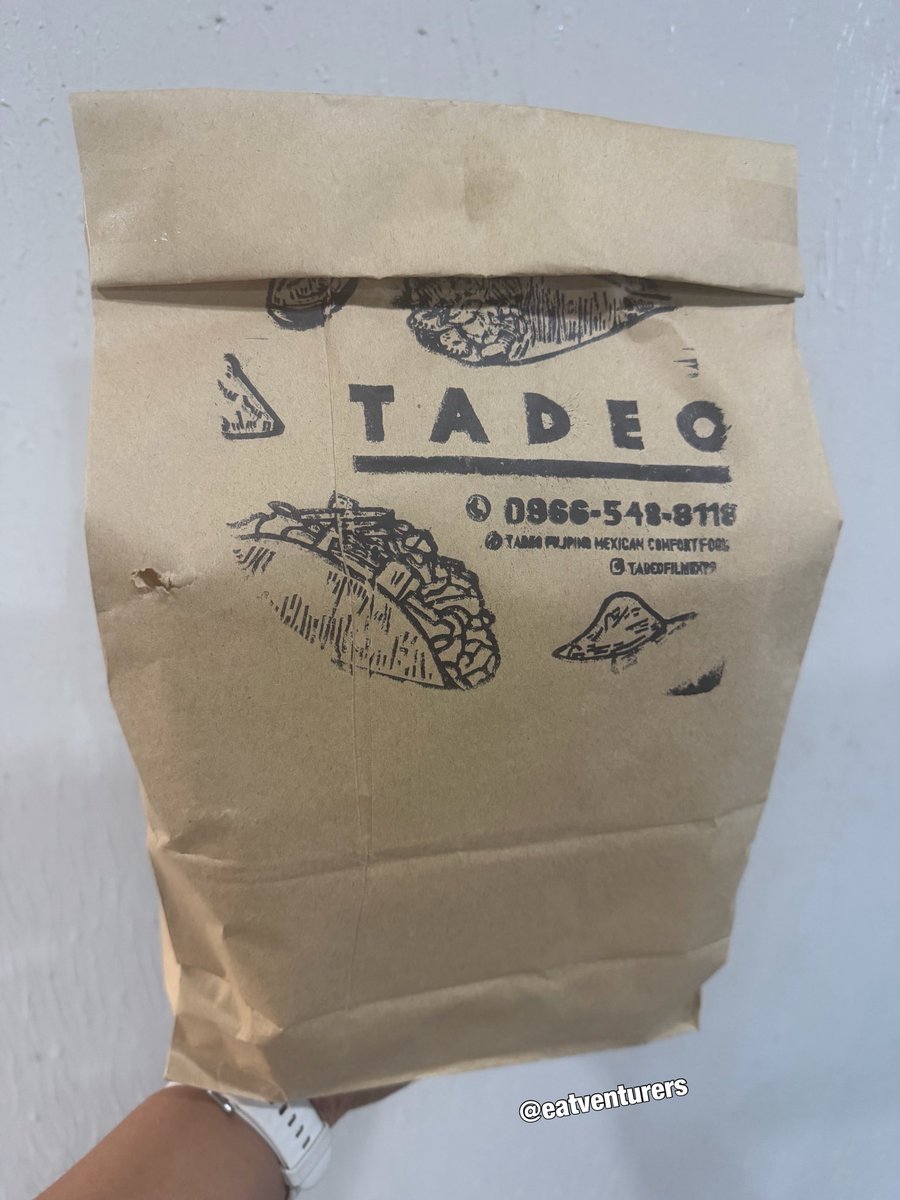 TADEO
0966-548-8118
TADEO FILIPINO MEXICAN COMFORT FOOD
@eatventurers